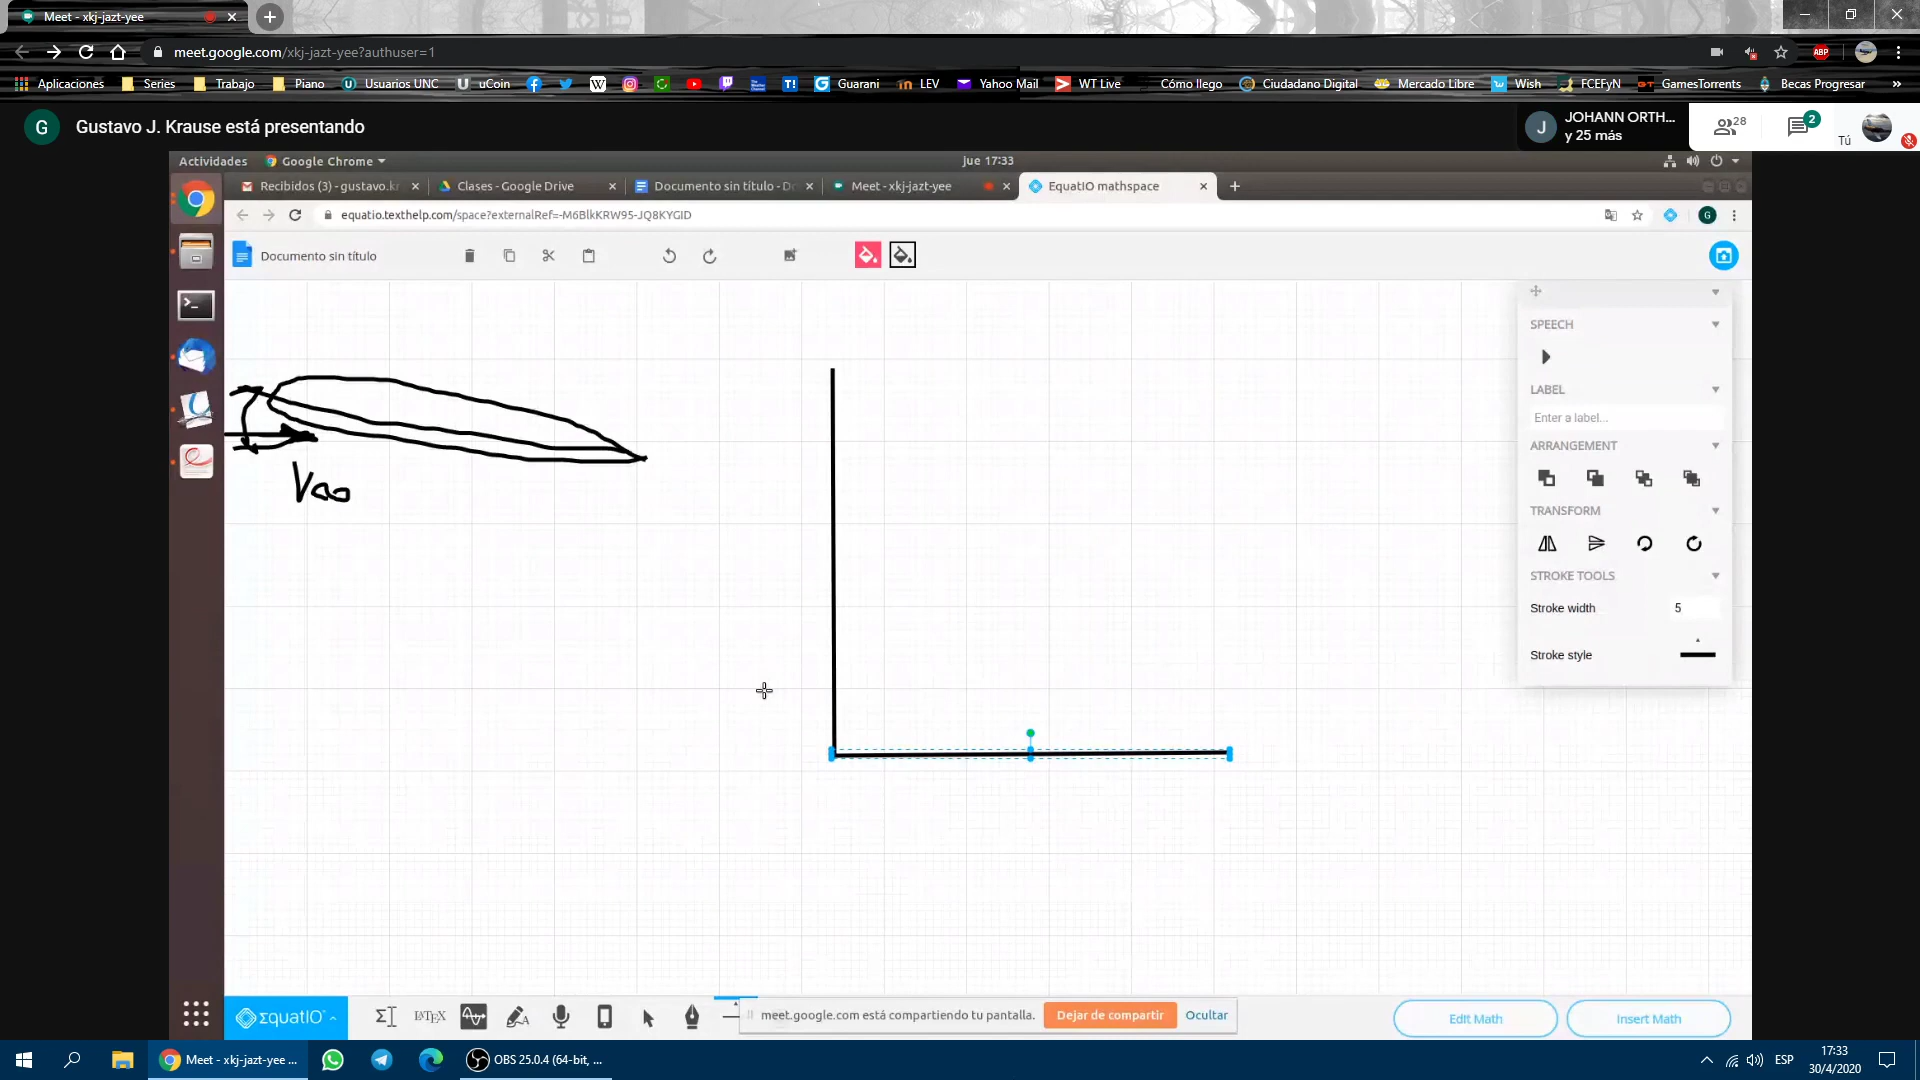 Meet - xkj-jazt-yee
meet.google.com/xkj-jazt-yee?authuser=1
ABP
Aplicaciones Series Trabajo Piano Usuarios UNC uCoin Guarani LEV Yahoo Mail WT Live Cómo llego Ciudadano Digital Mercado Libre Wish FCEFyN GamesTorrents Becas Progresar »
G Gustavo J. Krause está presentando
J JOHANN ORTH...
y 25 más
28
2
Tú
Actividades Google Chrome jue 17:33
Recibidos (3) - gustavo.kr Clases - Google Drive Documento sin título - Dr Meet - xkj-jazt-yee EquatIO mathspace
equatio.texthelp.com/space?externalRef=-M6BlkKRW95-JQ8KYGID
G
Documento sin título
SPEECH
LABEL
Enter a label...
ARRANGEMENT
TRANSFORM
STROKE TOOLS
Stroke width 5
Stroke style
V∞
EQUATIO
LATEX
meet.google.com está compartiendo tu pantalla. Dejar de compartir Ocultar
Edit Math Insert Math
Meet - xkj-jazt-yee ... OBS 25.0.4 (64-bit, ...
ESP
17:33
30/4/2020